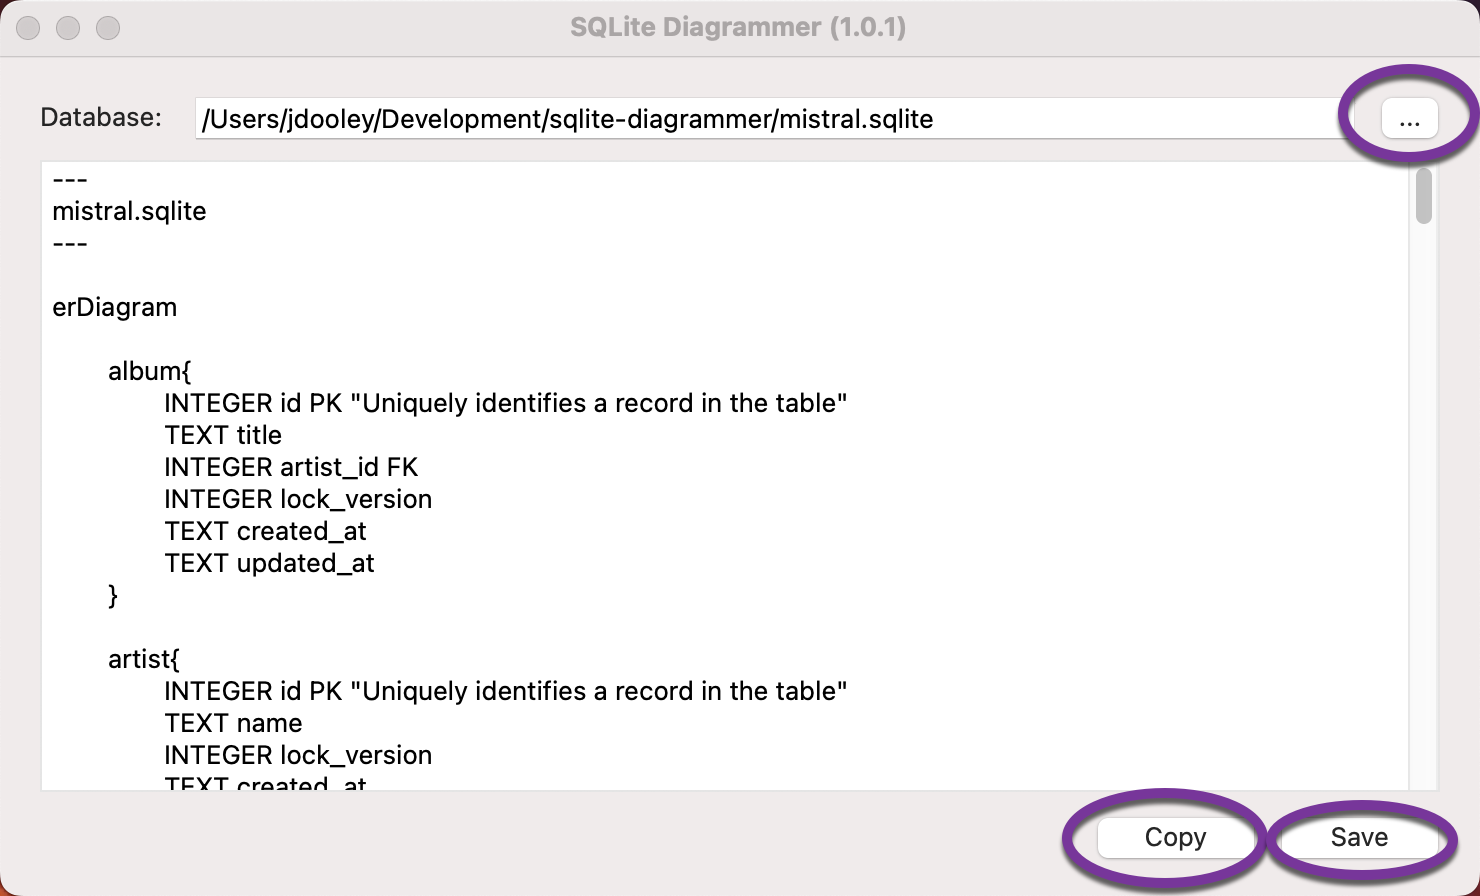 SQLite Diagrammer (1.0.1)
Database: /Users/jdooley/Development/sqlite-diagrammer/mistral.sqlite ...
---
mistral.sqlite
---
erDiagram
album{
INTEGER id PK "Uniquely identifies a record in the table"
TEXT title
INTEGER artist_id FK
INTEGER lock_version
TEXT created_at
TEXT updated_at
}
artist{
INTEGER id PK "Uniquely identifies a record in the table"
TEXT name
INTEGER lock_version
TEXT created_at
Copy Save